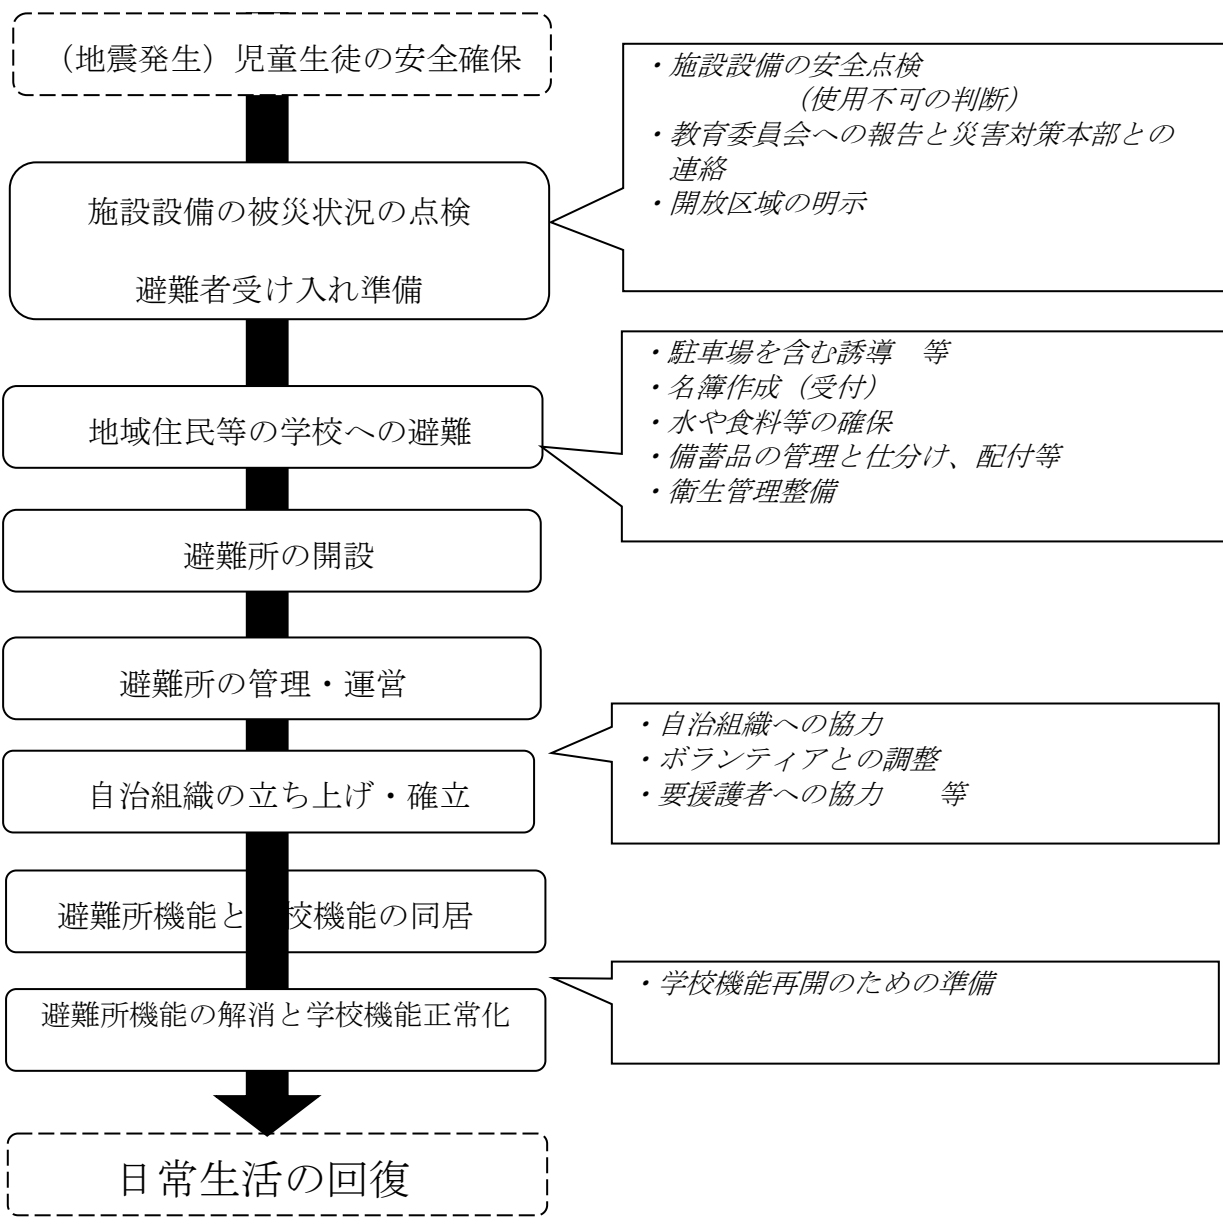 （地震発生）児童生徒の安全確保
・施設設備の安全点検
（使用不可の判断）
・教育委員会への報告と災害対策本部との
連絡
・開放区域の明示
施設設備の被災状況の点検
避難者受け入れ準備
・駐車場を含む誘導　等
・名簿作成（受付）
・水や食料等の確保
・備蓄品の管理と仕分け、配付等
・衛生管理整備
地域住民等の学校への避難
避難所の開設
避難所の管理・運営
・自治組織への協力
・ボランティアとの調整
・要援護者への協力　　等
自治組織の立ち上げ・確立
避難所機能と 校機能の同居
・学校機能再開のための準備
避難所機能の解消と学校機能正常化
日常生活の回復